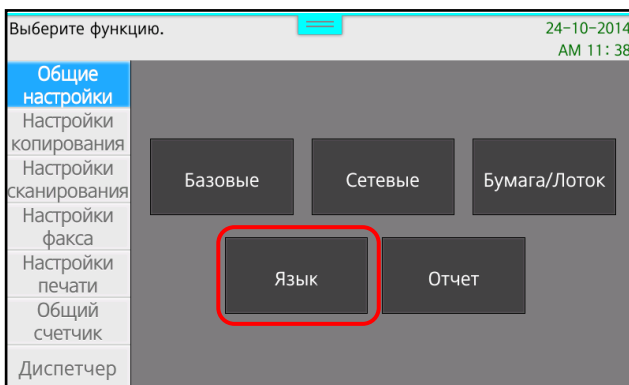 Выберите функцию.
24-10-2014
AM 11:38
Общие
настройки
Настройки
копирования
Настройки
сканирования
Настройки
факса
Настройки
печати
Общий
счетчик
Диспетчер
Базовые
Сетевые
Бумага/Лоток
Язык
Отчет